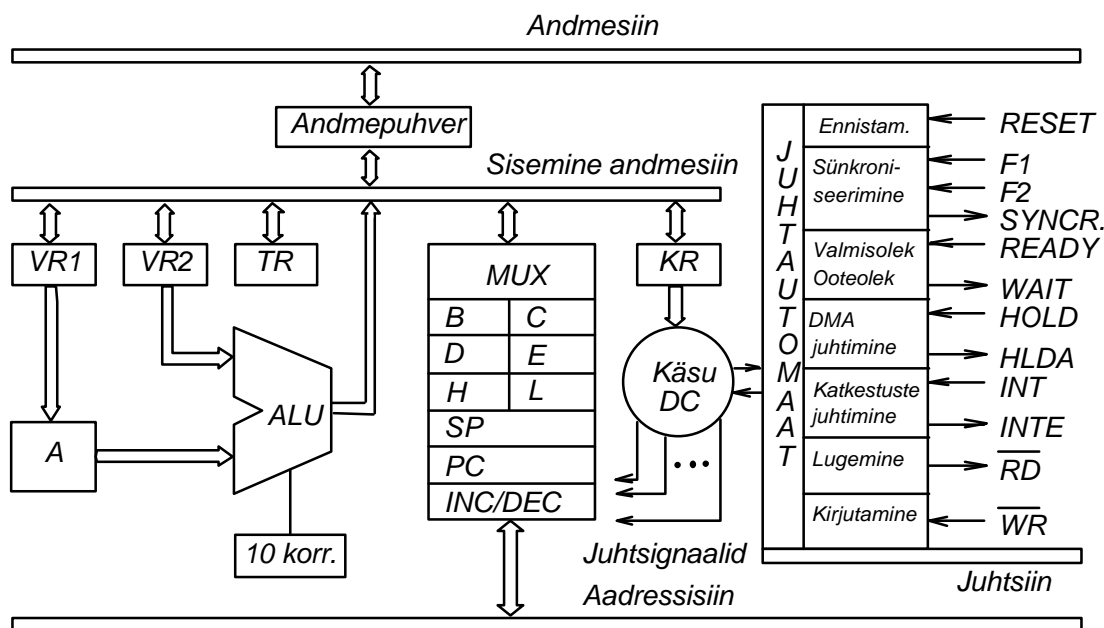 Andmesiin
Andmepuhver
Sisemine andmesiin
VR1
VR2
TR
MUX
KR
B
C
D
E
H
L
SP
PC
INC/DEC
A
ALU
10 korr.
Käsu
DC
Juhtsignaalid
Aadressisiin
JUHTAUTOMAAT
Ennistam.
Sünkroni-
seerimine
Valmisolek
Ooteolek
DMA
juhtimine
Katkestuste
juhtimine
Lugemine
Kirjutamine
RESET
F1
F2
SYNCR.
READY
WAIT
HOLD
HLDA
INT
INTE
R̅D̅
W̅R̅
Juhtsiin